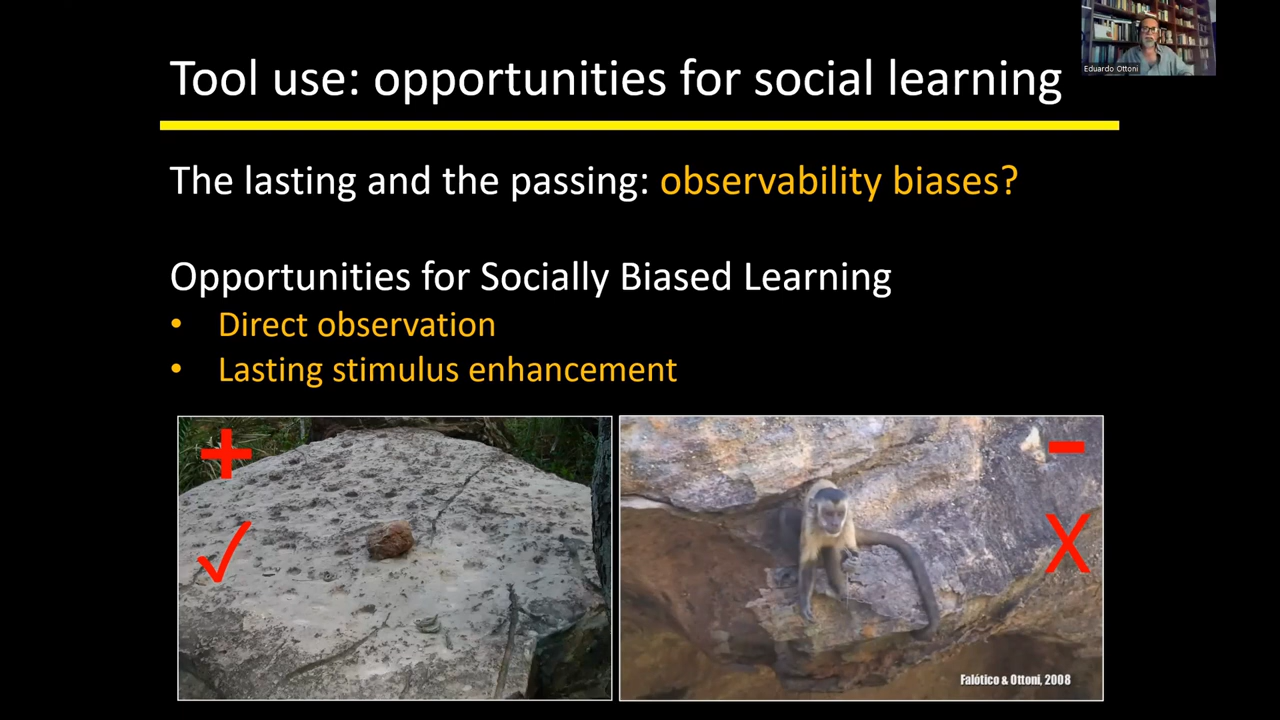 Eduardo Ottoni
Tool use: opportunities for social learning
The lasting and the passing: observability biases?
Opportunities for Socially Biased Learning
• Direct observation
• Lasting stimulus enhancement
+
✓
−
X
Falótico & Ottoni, 2008